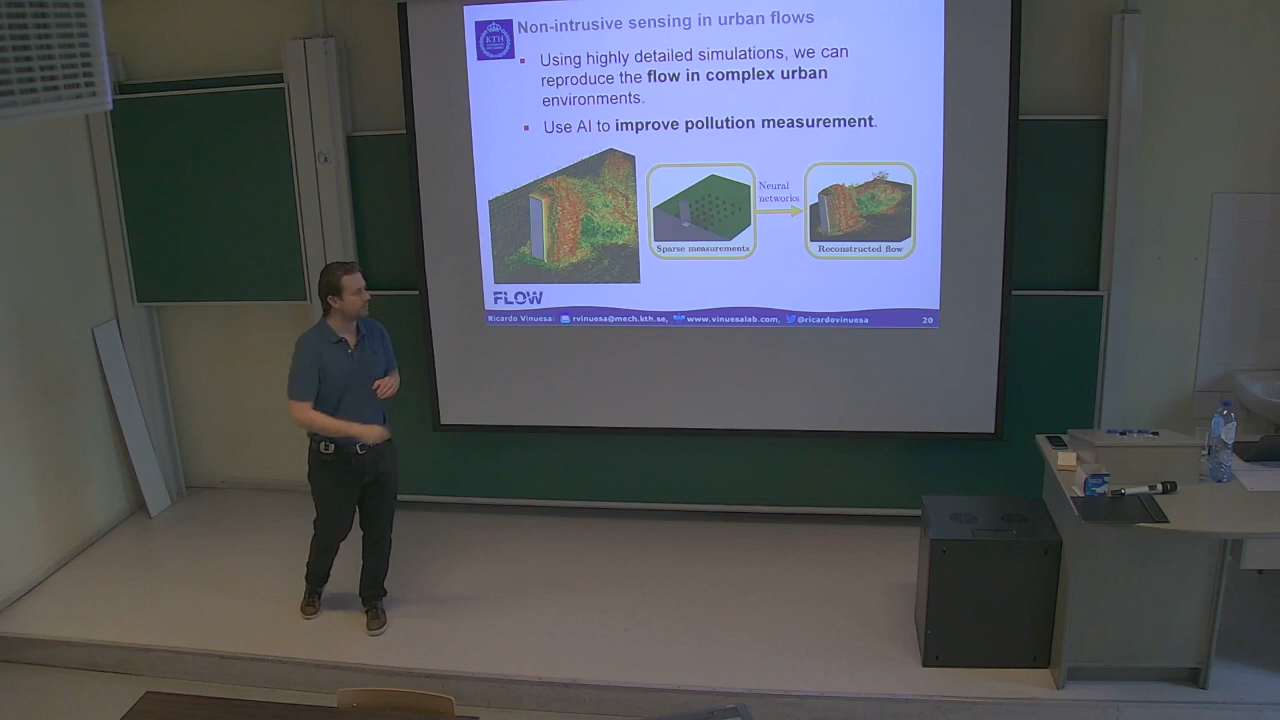 KTH
Non-intrusive sensing in urban flows
Using highly detailed simulations, we can
reproduce the flow in complex urban
environments.
Use AI to improve pollution measurement.
Neural
networks
Sparse measurements
Reconstructed flow
FLOW
Ricardo Vinuesa: rvinuesa@mech.kth.se, www.vinuesalab.com, @ricardovinuesa 20